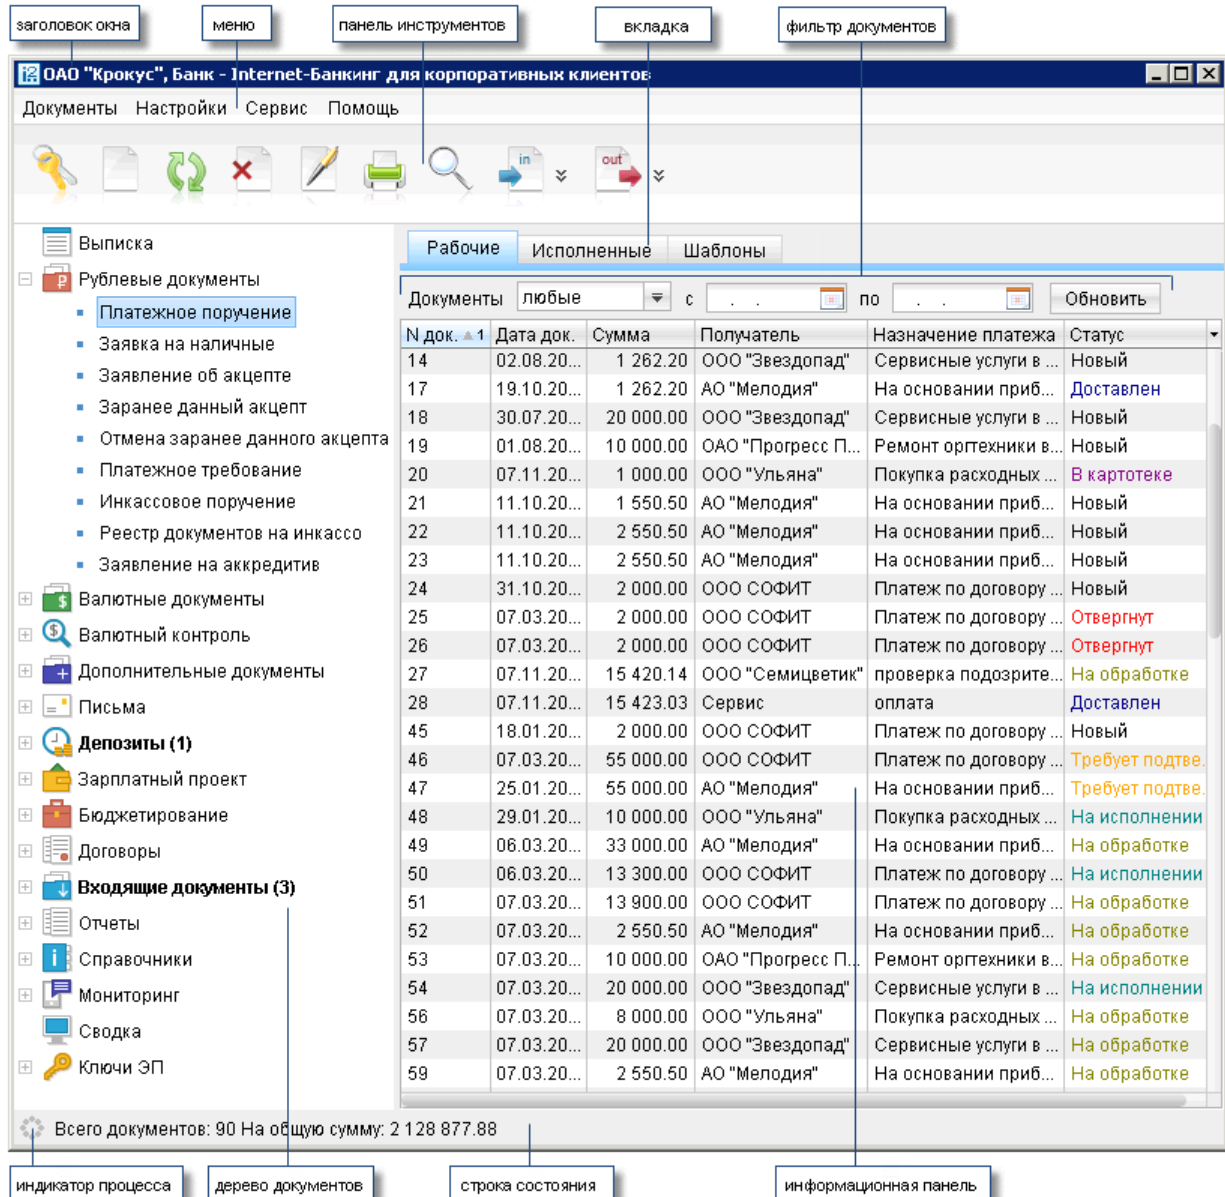 заголовок окна
меню
панель инструментов
вкладка
фильтр документов
ОАО "Крокус", Банк - Internet-Банкинг для корпоративных клиентов
Документы Настройки Сервис Помощь
in
out
Выписка
Рублевые документы
Платежное поручение
Заявка на наличные
Заявление об акцепте
Заранее данный акцепт
Отмена заранее данного акцепта
Платежное требование
Инкассовое поручение
Реестр документов на инкассо
Заявление на аккредитив
Валютные документы
Валютный контроль
Дополнительные документы
Письма
Депозиты (1)
Зарплатный проект
Бюджетирование
Договоры
Входящие документы (3)
Отчеты
Справочники
Мониторинг
Сводка
Ключи ЭП
Рабочие Исполненные Шаблоны
Документы любые с . . по . . Обновить
N док. 1 Дата док. Сумма Получатель Назначение платежа Статус
14 02.08.20... 1 262.20 ООО "Звездопад" Сервисные услуги в ... Новый
17 19.10.20... 1 262.20 АО "Мелодия" На основании приб... Доставлен
18 30.07.20... 20 000.00 ООО "Звездопад" Сервисные услуги в ... Новый
19 01.08.20... 10 000.00 ОАО "Прогресс П... Ремонт оргтехники в... Новый
20 07.11.20... 1 000.00 ООО "Ульяна" Покупка расходных ... В картотеке
21 11.10.20... 1 550.50 АО "Мелодия" На основании приб... Новый
22 11.10.20... 2 550.50 АО "Мелодия" На основании приб... Новый
23 11.10.20... 2 550.50 АО "Мелодия" На основании приб... Новый
24 31.10.20... 2 000.00 ООО СОФИТ Платеж по договору ... Новый
25 07.03.20... 2 000.00 ООО СОФИТ Платеж по договору ... Отвергнут
26 07.03.20... 2 000.00 ООО СОФИТ Платеж по договору ... Отвергнут
27 07.11.20... 15 420.14 ООО "Семицветик" проверка подозрите... На обработке
28 07.11.20... 15 423.03 Сервис оплата Доставлен
45 18.01.20... 2 000.00 ООО СОФИТ Платеж по договору ... Новый
46 07.03.20... 55 000.00 ООО СОФИТ Платеж по договору ... Требует подтве.
47 25.01.20... 55 000.00 АО "Мелодия" На основании приб... Требует подтве.
48 29.01.20... 10 000.00 ООО "Ульяна" Покупка расходных ... На исполнении
49 06.03.20... 33 000.00 АО "Мелодия" На основании приб... На обработке
50 06.03.20... 13 300.00 ООО СОФИТ Платеж по договору ... На исполнении
51 07.03.20... 13 900.00 ООО СОФИТ Платеж по договору ... На обработке
52 07.03.20... 2 550.50 АО "Мелодия" На основании приб... На обработке
53 07.03.20... 10 000.00 ОАО "Прогресс П... Ремонт оргтехники в... На обработке
54 07.03.20... 20 000.00 ООО "Звездопад" Сервисные услуги в ... На исполнении
56 07.03.20... 8 000.00 ООО "Ульяна" Покупка расходных ... На обработке
57 07.03.20... 20 000.00 ООО "Звездопад" Сервисные услуги в ... На обработке
59 07.03.20... 2 550.50 АО "Мелодия" На основании приб... На обработке
Всего документов: 90 На общую сумму: 2 128 877.88
индикатор процесса
дерево документов
строка состояния
информационная панель